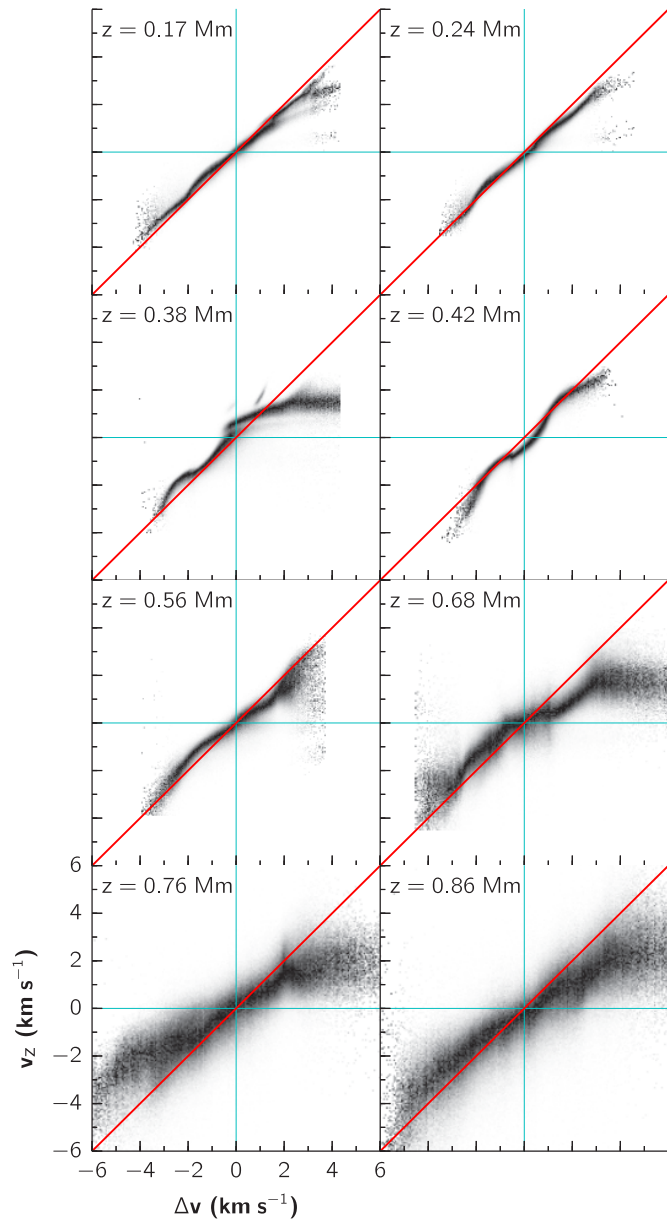 z = 0.17 Mm
z = 0.24 Mm
z = 0.38 Mm
z = 0.42 Mm
z = 0.56 Mm
z = 0.68 Mm
z = 0.76 Mm
z = 0.86 Mm
6
4
2
0
−2
−4
−6
v_z (km s⁻¹)
−6 −4 −2 0 2 4 6
Δv (km s⁻¹)